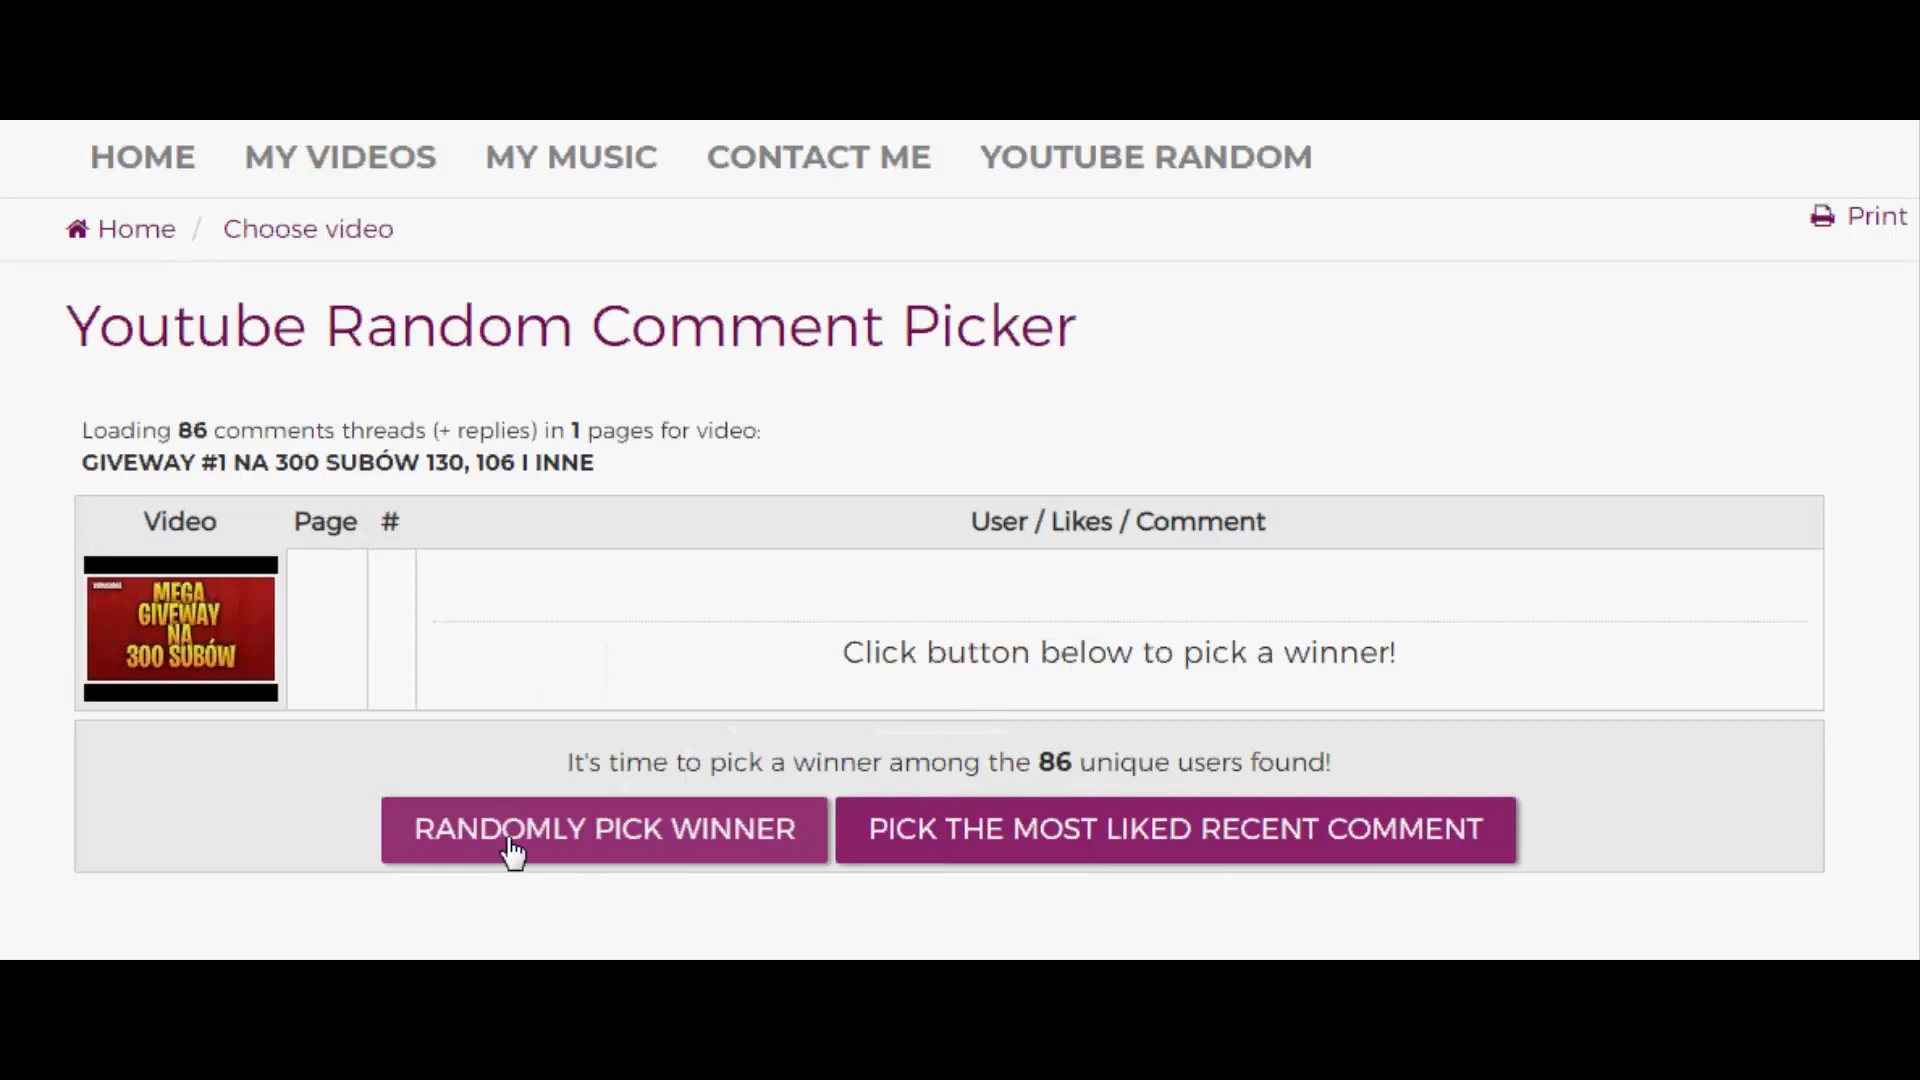 HOME MY VIDEOS MY MUSIC CONTACT ME YOUTUBE RANDOM
Home / Choose video
Print
Youtube Random Comment Picker
Loading 86 comments threads (+ replies) in 1 pages for video:
GIVEWAY #1 NA 300 SUBÓW 130, 106 I INNE
Video Page # User / Likes / Comment
MEGA
GIVEWAY
NA
300 SUBÓW
Click button below to pick a winner!
It's time to pick a winner among the 86 unique users found!
RANDOMLY PICK WINNER PICK THE MOST LIKED RECENT COMMENT